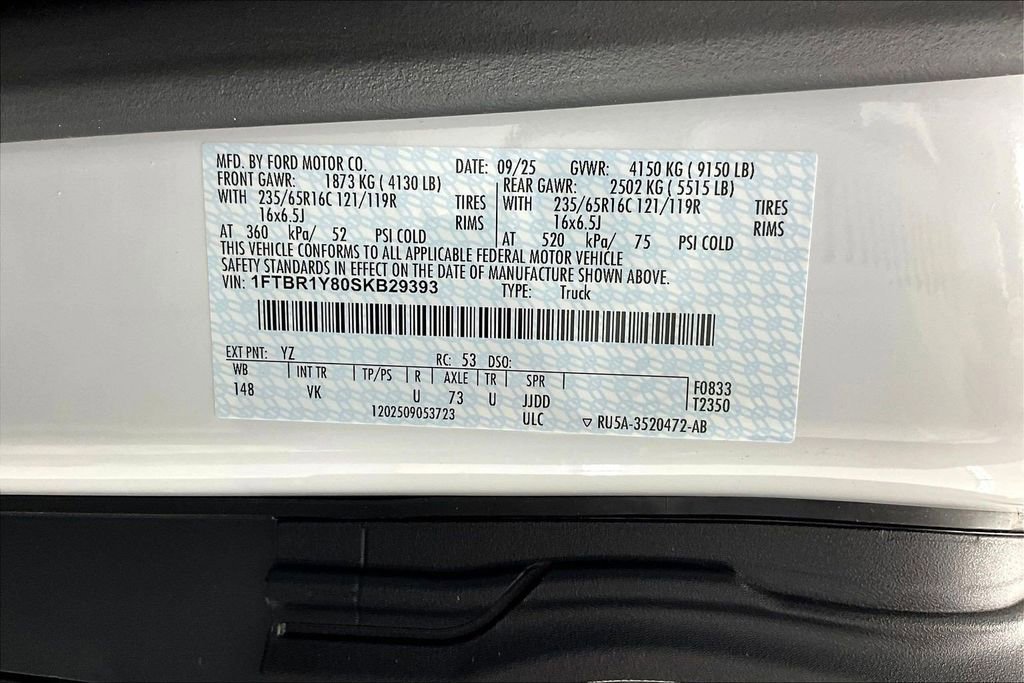 MFD. BY FORD MOTOR CO. DATE: 09/25 GVWR: 4150 KG ( 9150 LB)
FRONT GAWR: 1873 KG ( 4130 LB) REAR GAWR: 2502 KG ( 5515 LB)
WITH 235/65R16C 121/119R TIRES WITH 235/65R16C 121/119R TIRES
16x6.5J RIMS 16x6.5J RIMS
AT 360 kPa/ 52 PSI COLD AT 520 kPa/ 75 PSI COLD
THIS VEHICLE CONFORMS TO ALL APPLICABLE FEDERAL MOTOR VEHICLE
SAFETY STANDARDS IN EFFECT ON THE DATE OF MANUFACTURE SHOWN ABOVE.
VIN: 1FTBR1Y80SKB29393 TYPE: Truck
EXT PNT: YZ RC: 53 DSO:
WB INT TR TP/PS R AXLE TR SPR F0833
148 VK U 73 U JJDD T2350
1202509053723 ULC ▽ RU5A-3520472-AB